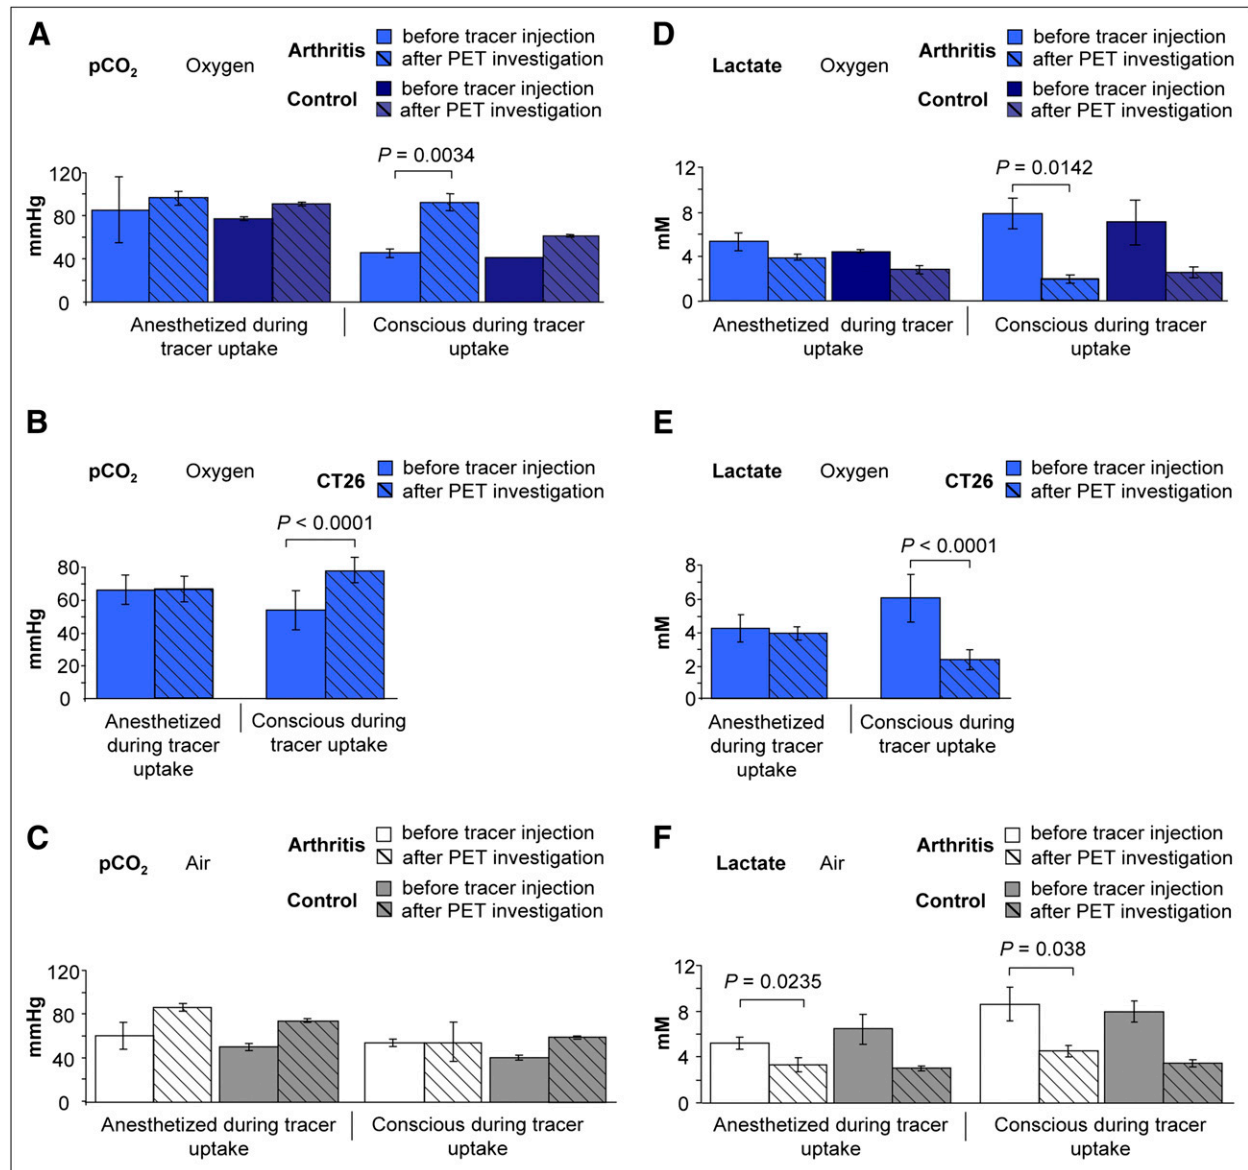 A
pCO₂ Oxygen
Arthritis
before tracer injection
after PET investigation
Control
before tracer injection
after PET investigation
P = 0.0034
mmHg
120
80
40
0
Anesthetized during
tracer uptake
Conscious during tracer
uptake
D
Lactate Oxygen
Arthritis
before tracer injection
after PET investigation
Control
before tracer injection
after PET investigation
P = 0.0142
mM
12
8
4
0
Anesthetized during tracer
uptake
Conscious during tracer
uptake
B
pCO₂ Oxygen
CT26
before tracer injection
after PET investigation
P < 0.0001
mmHg
80
60
40
20
0
Anesthetized
during tracer
uptake
Conscious during
tracer uptake
E
Lactate Oxygen
CT26
before tracer injection
after PET investigation
P < 0.0001
mM
8
6
4
2
0
Anesthetized
during tracer
uptake
Conscious during
tracer uptake
C
pCO₂ Air
Arthritis
before tracer injection
after PET investigation
Control
before tracer injection
after PET investigation
mmHg
120
80
40
0
Anesthetized during tracer
uptake
Conscious during tracer
uptake
F
Lactate Air
Arthritis
before tracer injection
after PET investigation
Control
before tracer injection
after PET investigation
P = 0.0235
P = 0.038
mM
12
8
4
0
Anesthetized during tracer
uptake
Conscious during tracer
uptake